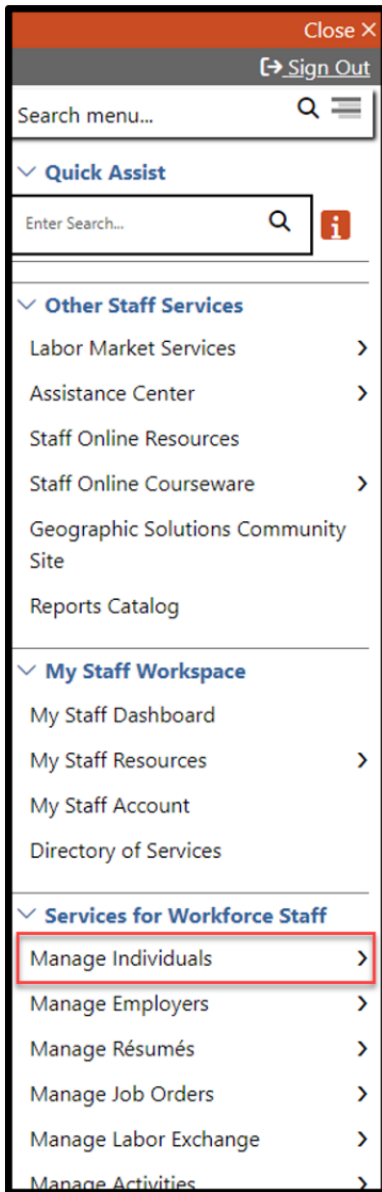 Close ×
Sign Out
Search menu...
Quick Assist
Enter Search...
i
Other Staff Services
Labor Market Services
Assistance Center
Staff Online Resources
Staff Online Courseware
Geographic Solutions Community
Site
Reports Catalog
My Staff Workspace
My Staff Dashboard
My Staff Resources
My Staff Account
Directory of Services
Services for Workforce Staff
Manage Individuals
Manage Employers
Manage Résumés
Manage Job Orders
Manage Labor Exchange
Manage Activities